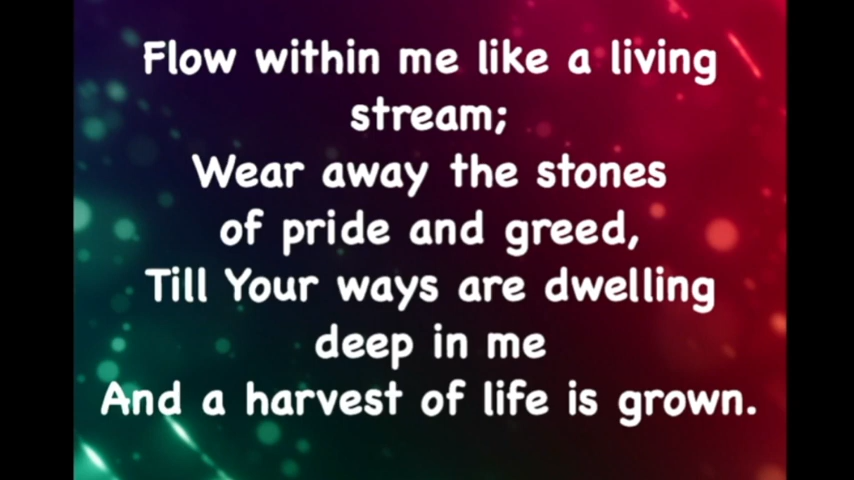 Flow within me like a living
stream;
Wear away the stones
of pride and greed,
Till Your ways are dwelling
deep in me
And a harvest of life is grown.